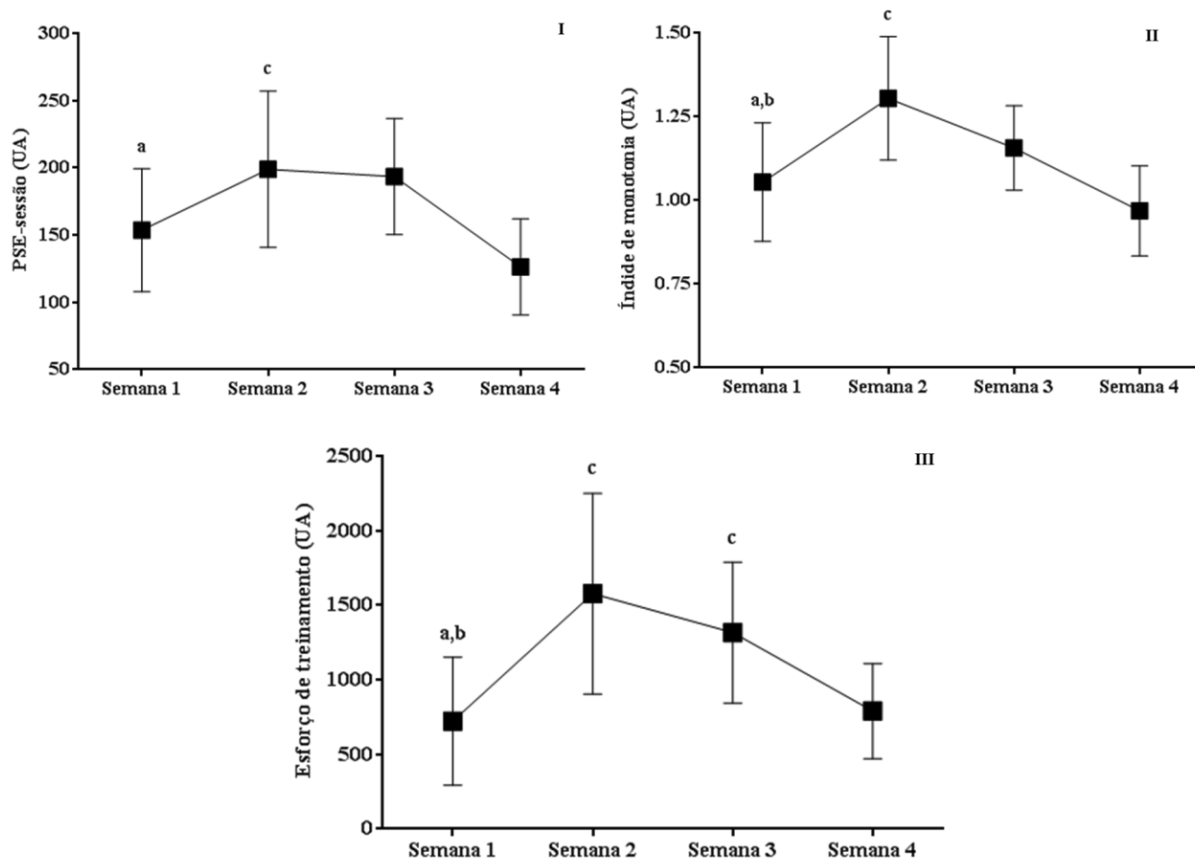 I
300
250
200
150
100
50
PSE-sessão (UA)
a
c
Semana 1 Semana 2 Semana 3 Semana 4
II
1.50
1.25
1.00
0.75
0.50
Índide de monotonia (UA)
a,b
c
Semana 1 Semana 2 Semana 3 Semana 4
III
2500
2000
1500
1000
500
0
Esforço de treinamento (UA)
a,b
c
c
Semana 1 Semana 2 Semana 3 Semana 4